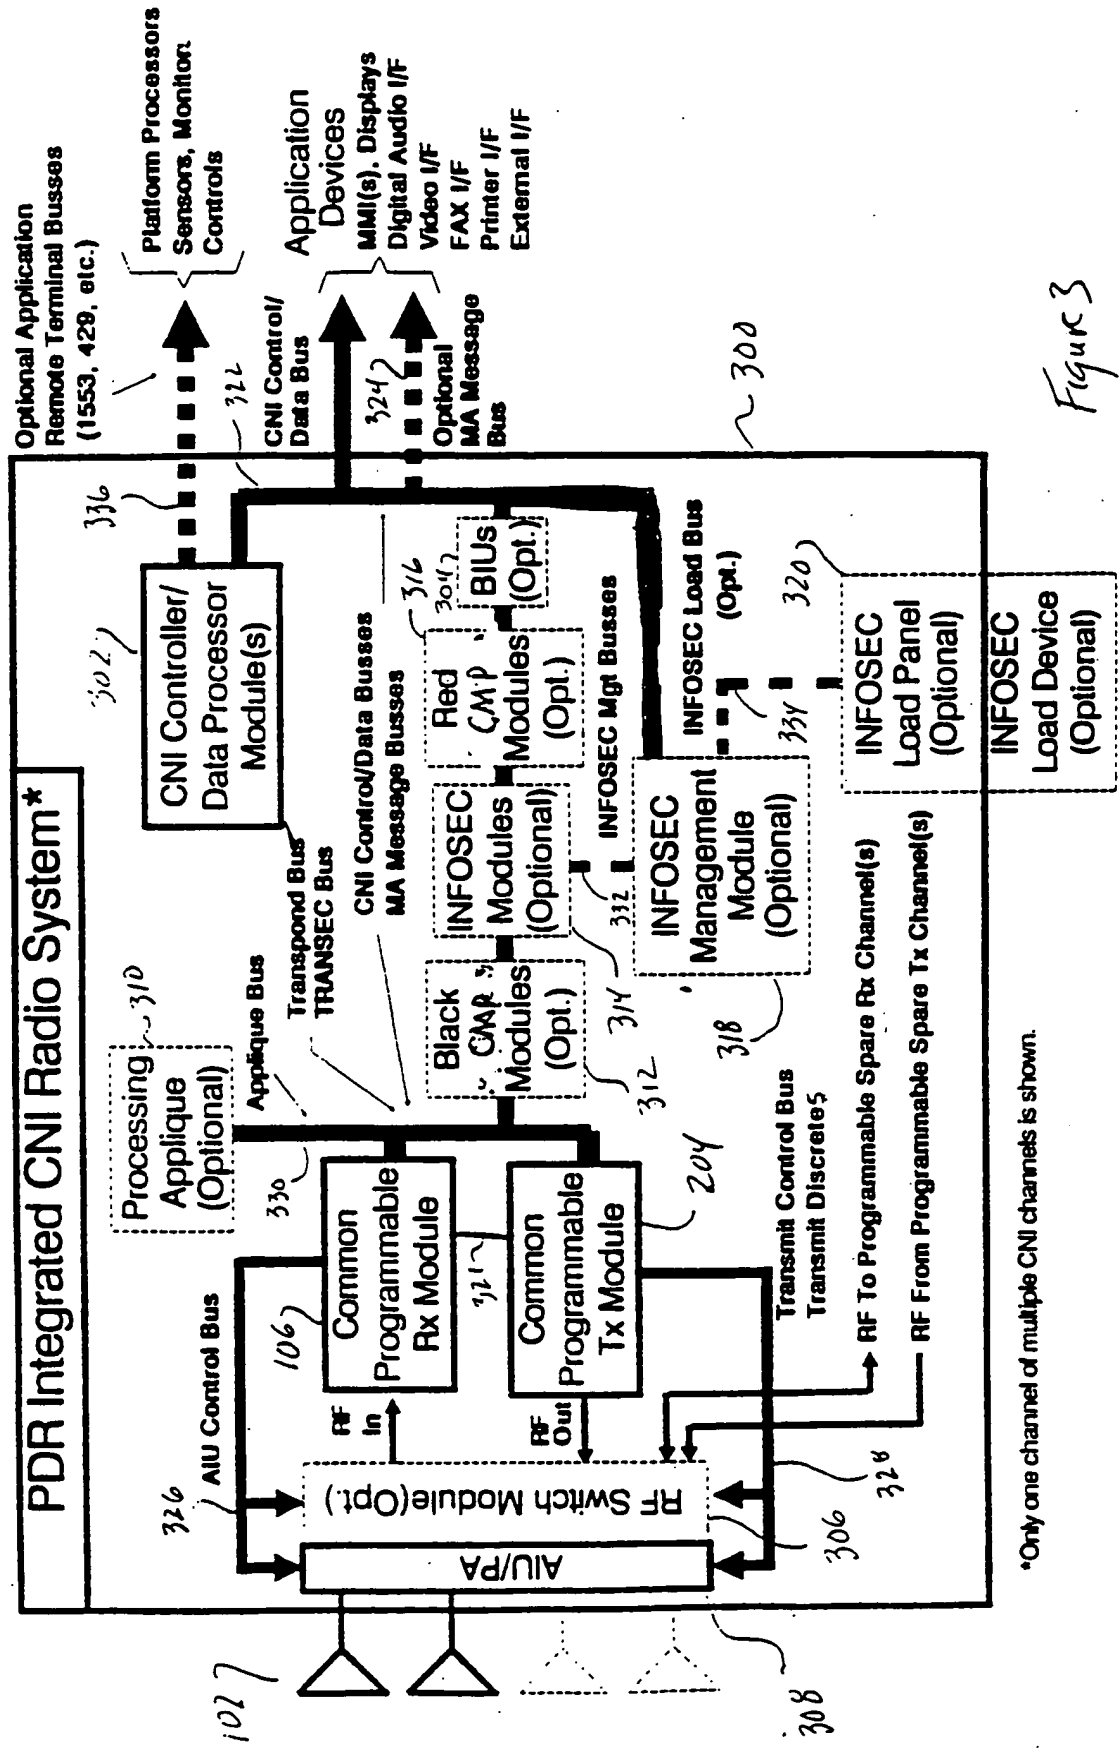 PDR Integrated CNI Radio System*
Optional Application
Remote Terminal Busses
(1553, 429, etc.)
Platform Processors
Sensors, Monitors
Controls
336
322
302
CNI Controller/
Data Processor
Module(s)
Processing
Applique
(Optional)
310
Applique Bus
330
Transpond Bus
TRANSEC Bus
CNI Control/Data Busses
MA Message Busses
CNI Control/
Data Bus
324
Optional
MA Message
Bus
Application
Devices
MMI(s), Displays
Digital Audio I/F
Video I/F
FAX I/F
Printer I/F
External I/F
326
AIU Control Bus
106
Common
Programmable
Rx Module
RF
In
321
Common
Programmable
Tx Module
RF
Out
204
Black
CMP
Modules
(Opt.)
312
INFOSEC
Modules
(Optional)
314
Red
CMP
Modules
(Opt.)
316
304
BIUs
(Opt.)
INFOSEC Mgt Busses
332
INFOSEC
Management
Module
(Optional)
318
INFOSEC Load Bus
(Opt.)
334
320
INFOSEC
Load Panel
(Optional)
INFOSEC
Load Device
(Optional)
RF Switch Module(Opt.)
AIU/PA
102
308
306
328
Transmit Control Bus
Transmit Discretes
RF To Programmable Spare Rx Channel(s)
RF From Programmable Spare Tx Channel(s)
300
*Only one channel of multiple CNI channels is shown.
Figure 3